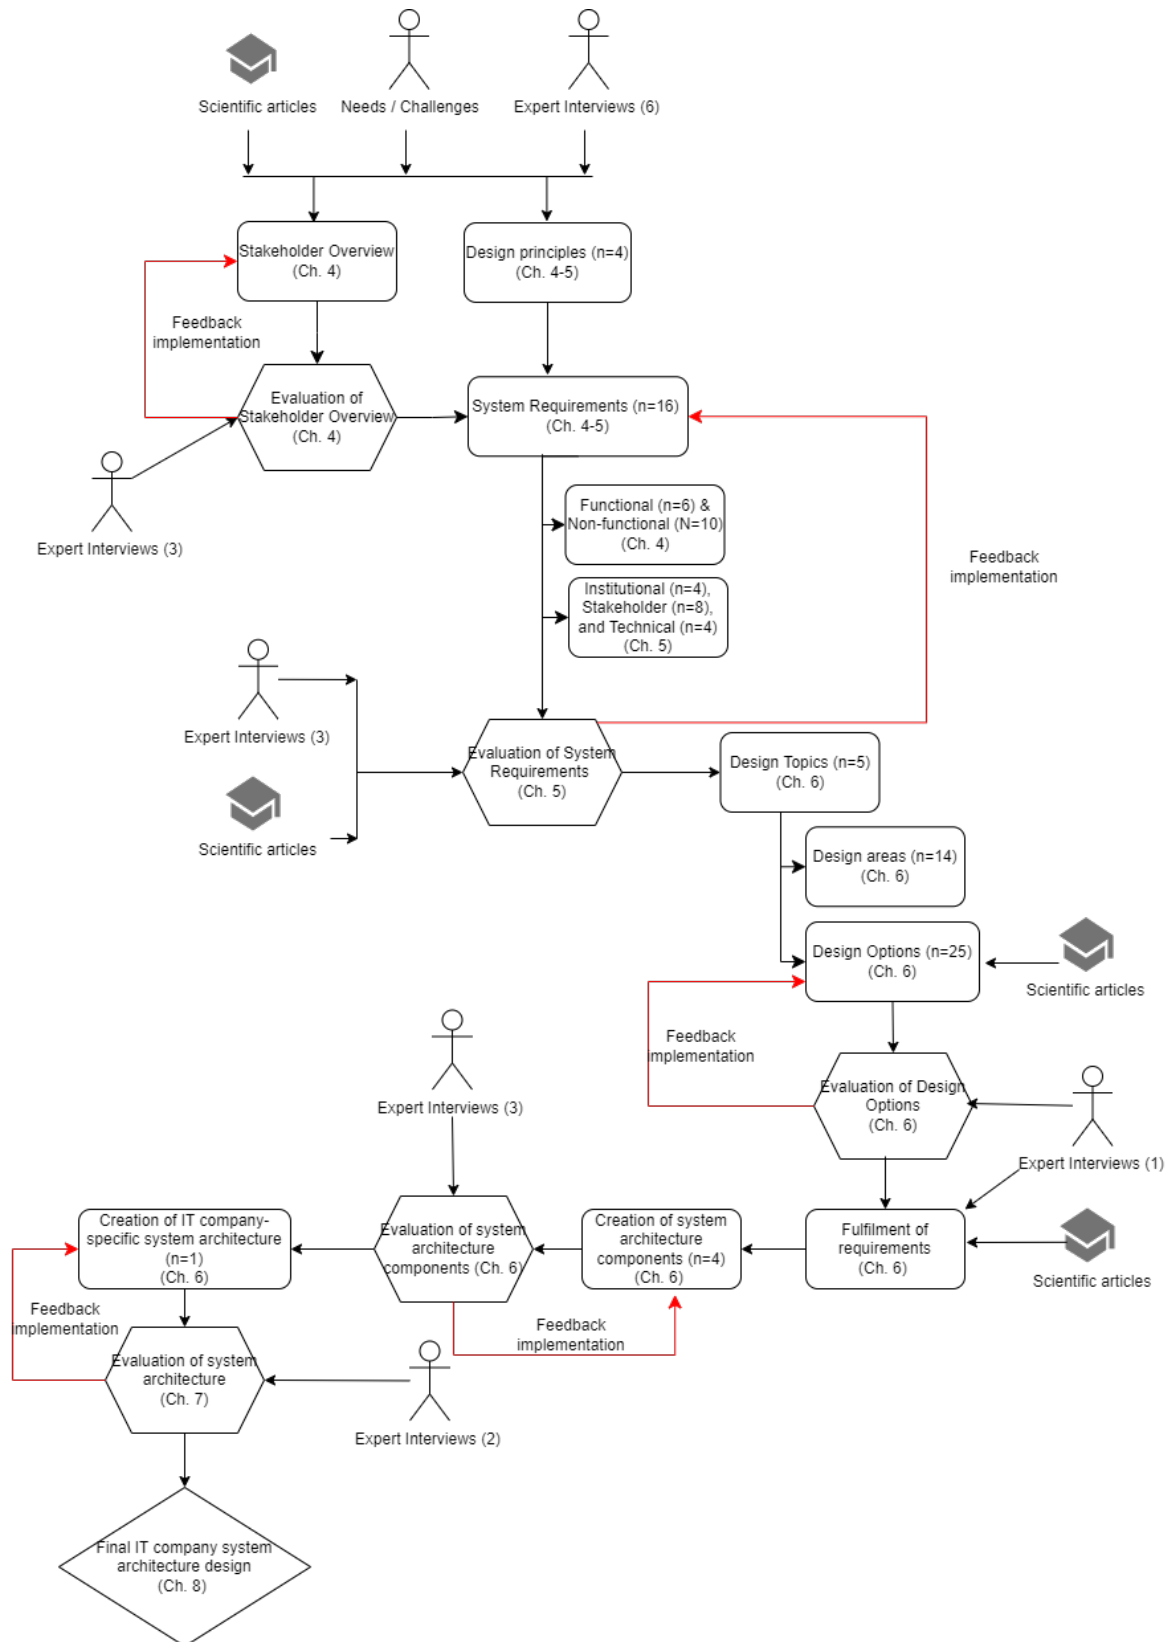 Scientific articles
Needs / Challenges
Expert Interviews (6)
Stakeholder Overview
(Ch. 4)
Design principles (n=4)
(Ch. 4-5)
Feedback
implementation
Evaluation of
Stakeholder Overview
(Ch. 4)
System Requirements (n=16)
(Ch. 4-5)
Expert Interviews (3)
Functional (n=6) &
Non-functional (N=10)
(Ch. 4)
Feedback
implementation
Institutional (n=4),
Stakeholder (n=8),
and Technical (n=4)
(Ch. 5)
Expert Interviews (3)
Evaluation of System
Requirements
(Ch. 5)
Design Topics (n=5)
(Ch. 6)
Scientific articles
Design areas (n=14)
(Ch. 6)
Design Options (n=25)
(Ch. 6)
Scientific articles
Feedback
implementation
Evaluation of Design
Options
(Ch. 6)
Expert Interviews (3)
Expert Interviews (1)
Creation of IT company-
specific system architecture
(n=1)
(Ch. 6)
Evaluation of system
architecture
components (Ch. 6)
Creation of system
architecture
components (n=4)
(Ch. 6)
Fulfilment of
requirements
(Ch. 6)
Scientific articles
Feedback
implementation
Feedback
implementation
Evaluation of system
architecture
(Ch. 7)
Expert Interviews (2)
Final IT company system
architecture design
(Ch. 8)